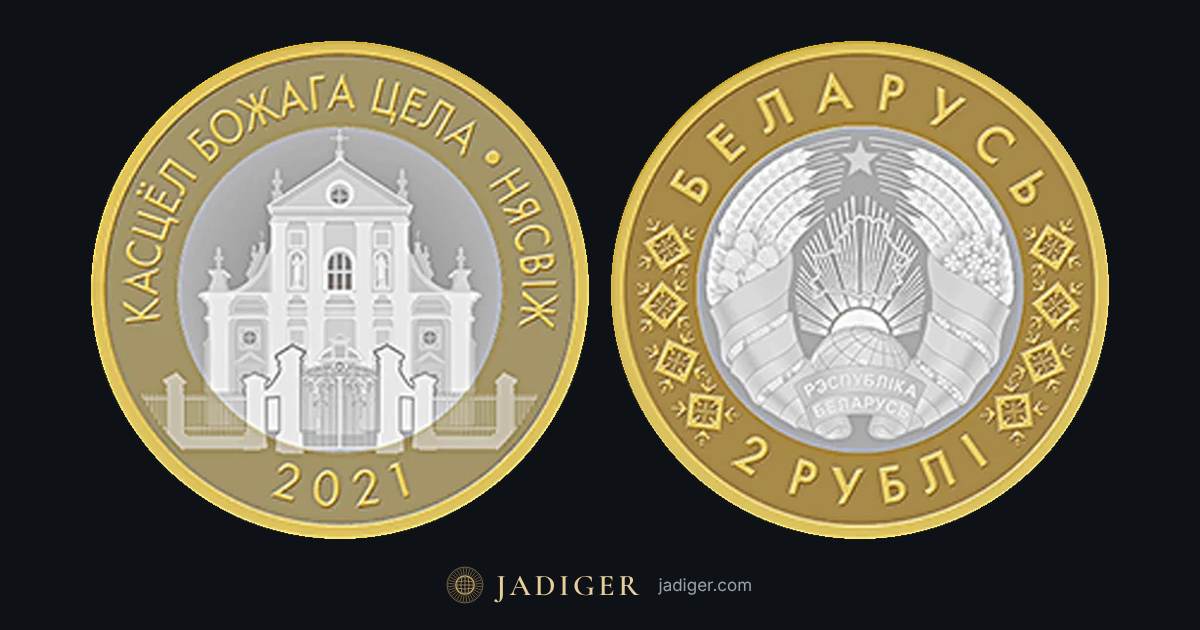 КАСЦЁЛ БОЖАГА ЦЕЛА • НЯСВІЖ
2021
БЕЛАРУСЬ
РЭСПУБЛІКА
БЕЛАРУСЬ
2 РУБЛІ
JADIGER jadiger.com